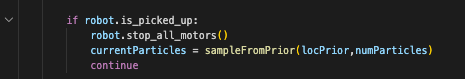 if robot.is_picked_up:
robot.stop_all_motors()
currentParticles = sampleFromPrior(locPrior,numParticles)
continue